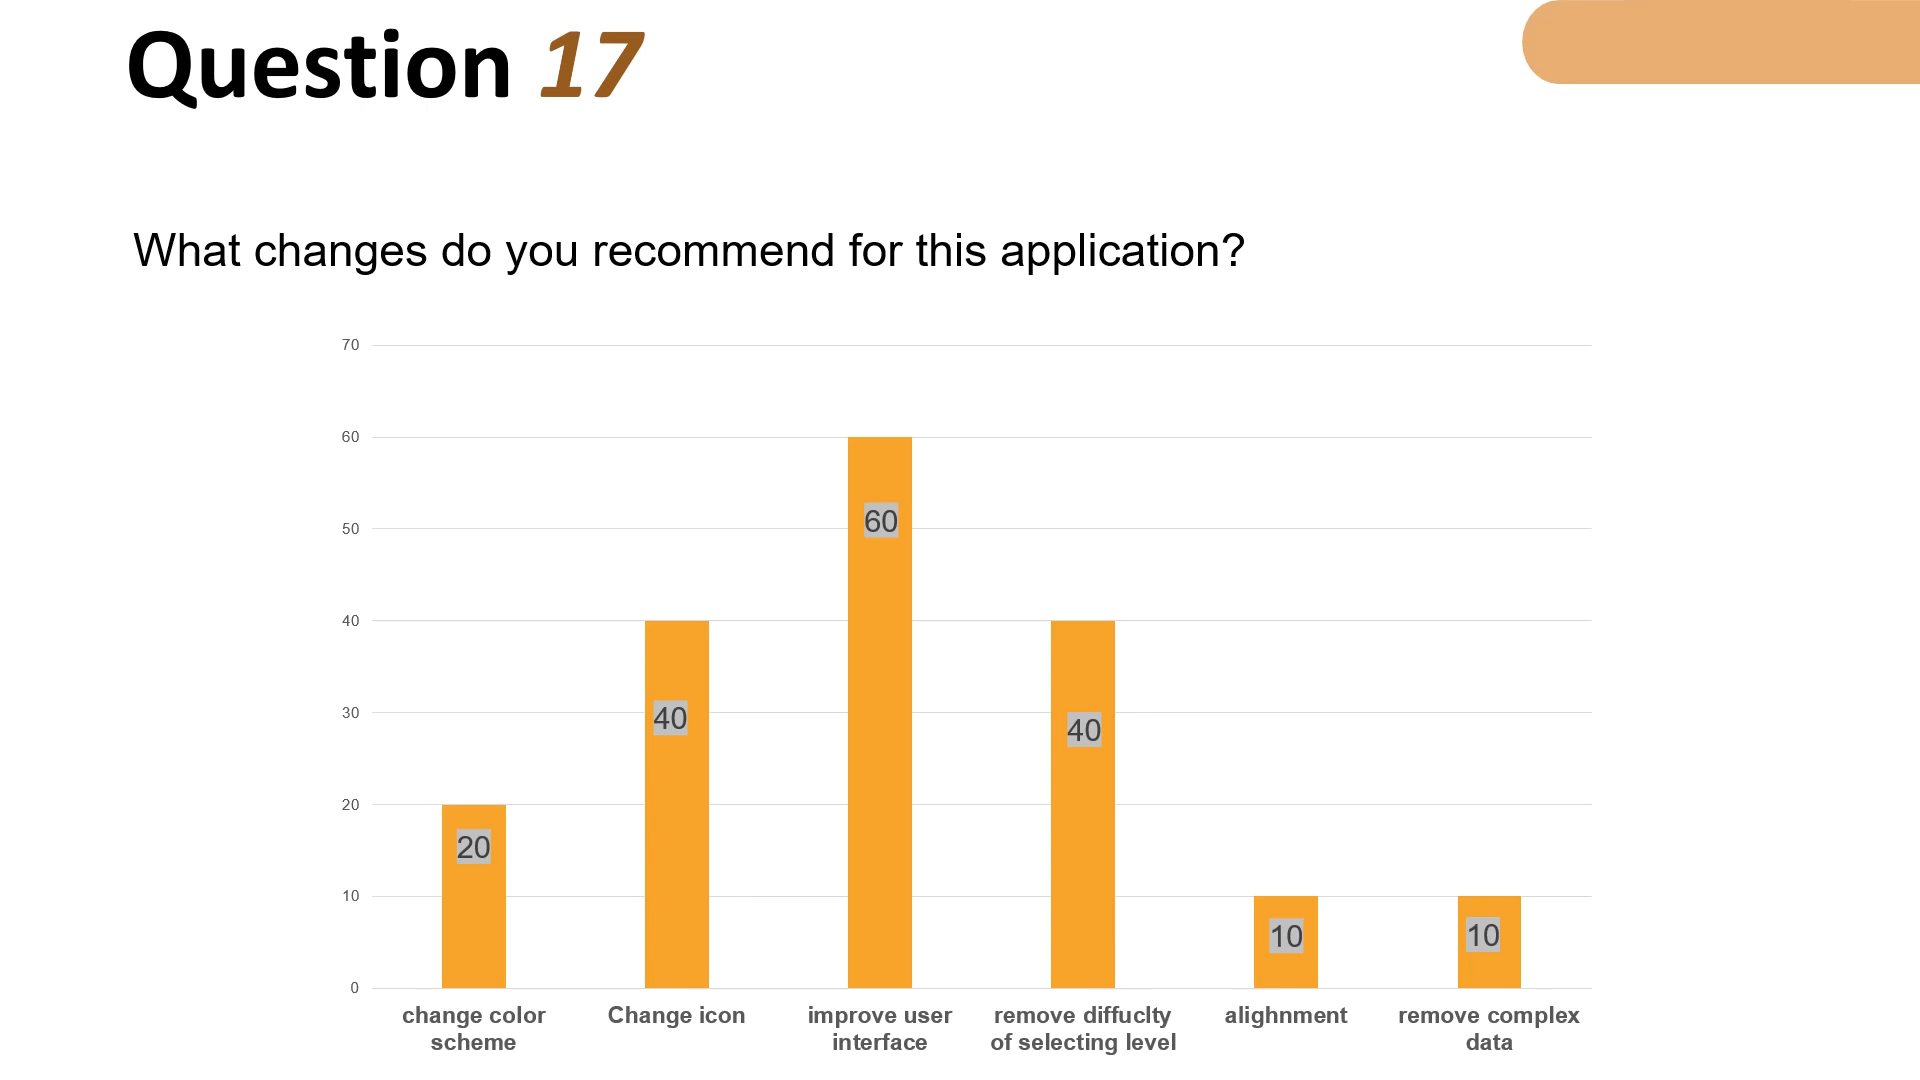 Question 17
What changes do you recommend for this application?
70
60
50
40
30
20
10
0
20
40
60
40
10
10
change color
scheme
Change icon
improve user
interface
remove diffuclty
of selecting level
alighnment
remove complex
data